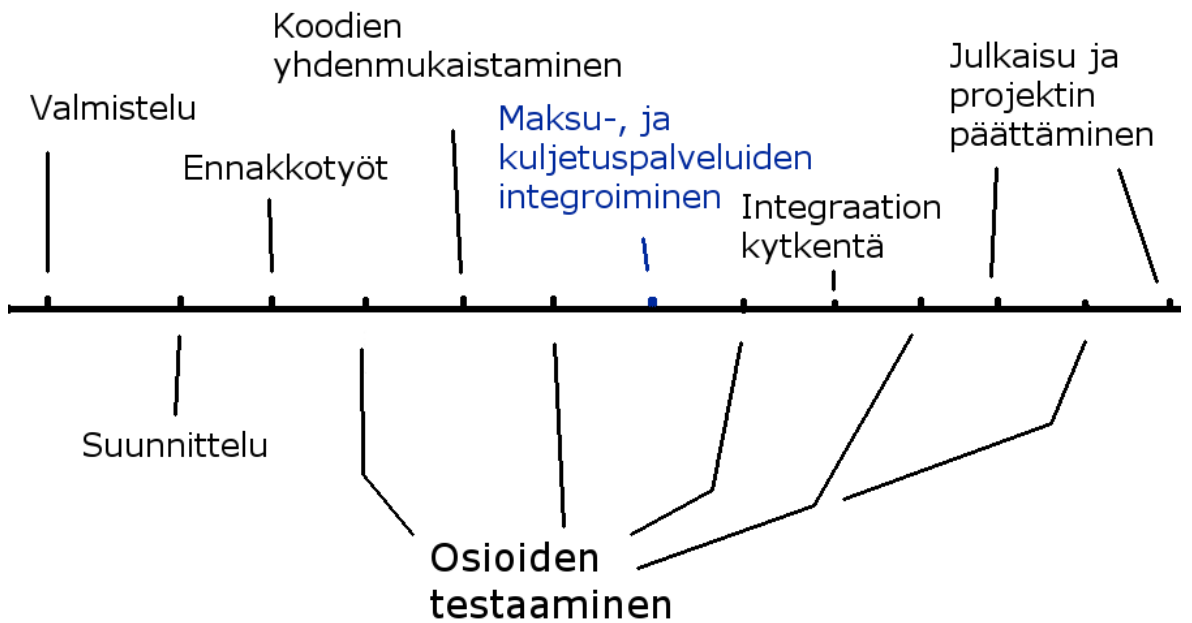 Valmistelu
Ennakkotyöt
Koodien
yhdenmukaistaminen
Maksu-, ja
kuljetuspalveluiden
integroiminen
Integraation
kytkentä
Julkaisu ja
projektin
päättäminen
Suunnittelu
Osioiden
testaaminen